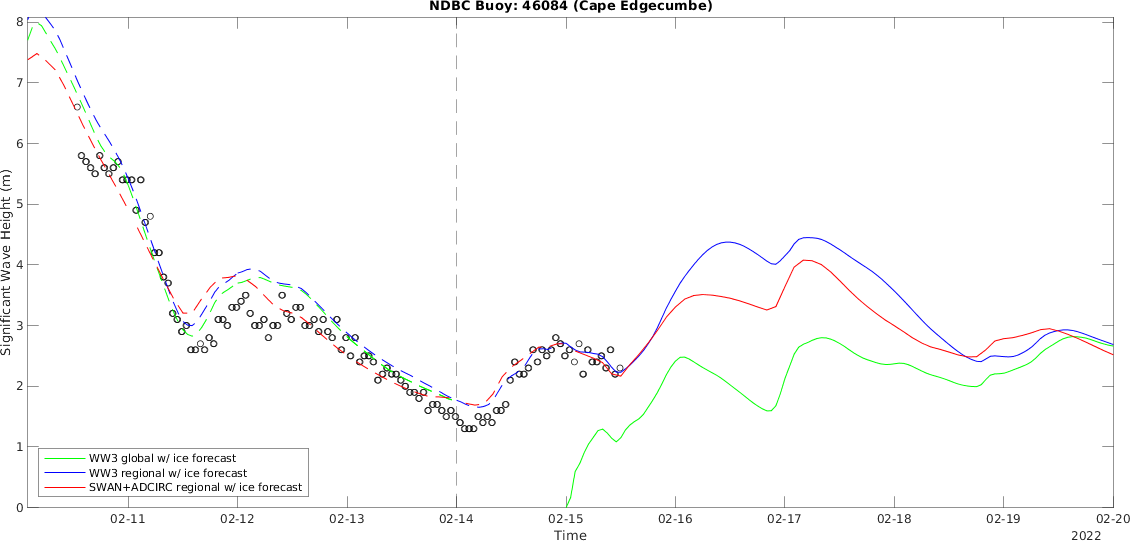 NDBC Buoy: 46084 (Cape Edgecumbe)
8
7
6
5
4
3
2
1
0
Significant Wave Height (m)
WW3 global w/ ice forecast
WW3 regional w/ ice forecast
SWAN+ADCIRC regional w/ ice forecast
02-11 02-12 02-13 02-14 02-15 02-16 02-17 02-18 02-19 02-20
Time
2022